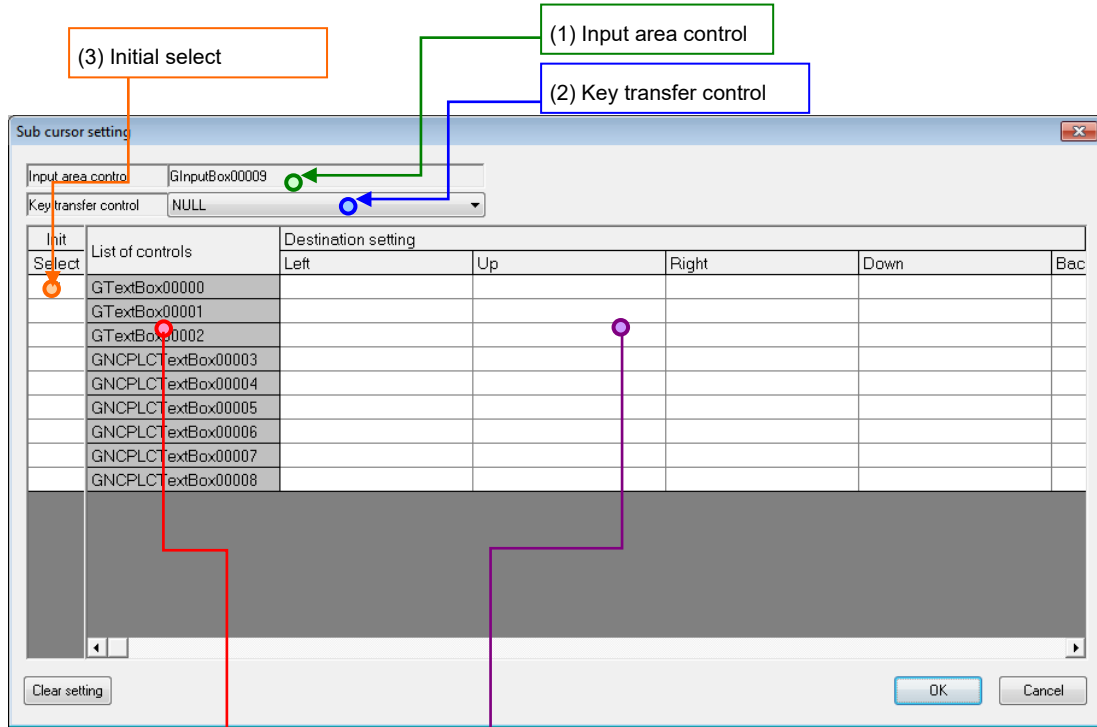 (3) Initial select
(1) Input area control
(2) Key transfer control
Sub cursor setting
Input area control GInputBox00009
Key transfer control NULL
Init Select List of controls Destination setting
Left Up Right Down Bac
GTextBox00000
GTextBox00001
GTextBox00002
GNCPLCTextBox00003
GNCPLCTextBox00004
GNCPLCTextBox00005
GNCPLCTextBox00006
GNCPLCTextBox00007
GNCPLCTextBox00008
Clear setting OK Cancel